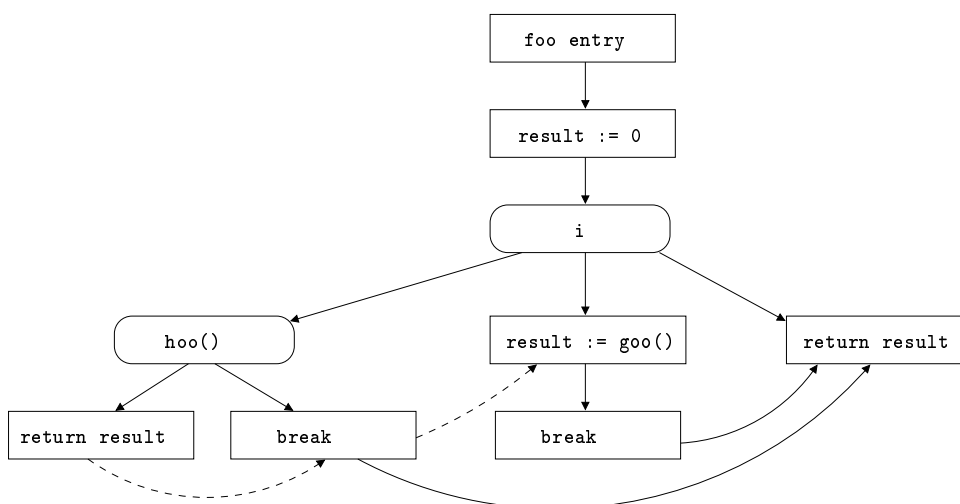 foo entry
result := 0
i
hoo()
result := goo()
return result
return result
break
break